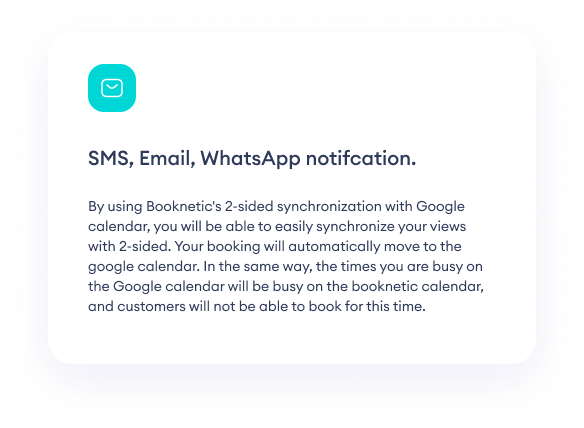 SMS, Email, WhatsApp notifcation.
By using Booknetic's 2-sided synchronization with Google
calendar, you will be able to easily synchronize your views
with 2-sided. Your booking will automatically move to the
google calendar. In the same way, the times you are busy on
the Google calendar will be busy on the booknetic calendar,
and customers will not be able to book for this time.